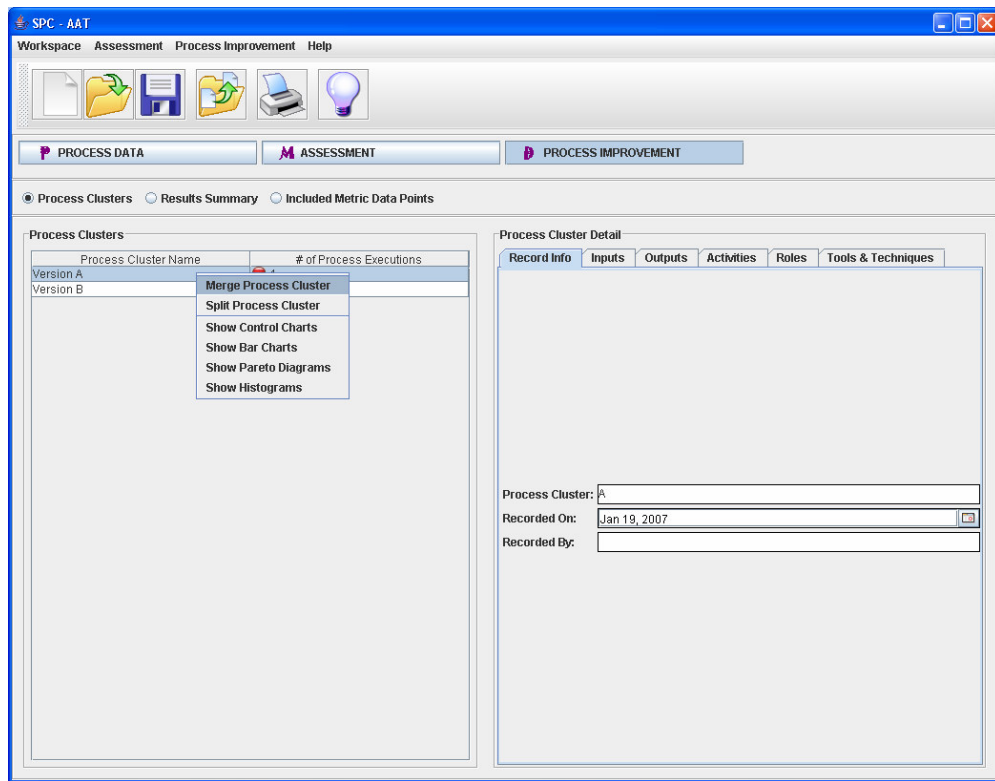 SPC - AAT
Workspace Assessment Process Improvement Help
PROCESS DATA
ASSESSMENT
PROCESS IMPROVEMENT
Process Clusters Results Summary Included Metric Data Points
Process Clusters
Process Cluster Name # of Process Executions
Version A
Version B
Merge Process Cluster
Split Process Cluster
Show Control Charts
Show Bar Charts
Show Pareto Diagrams
Show Histograms
Process Cluster Detail
Record Info Inputs Outputs Activities Roles Tools & Techniques
Process Cluster: A
Recorded On: Jan 19, 2007
Recorded By: